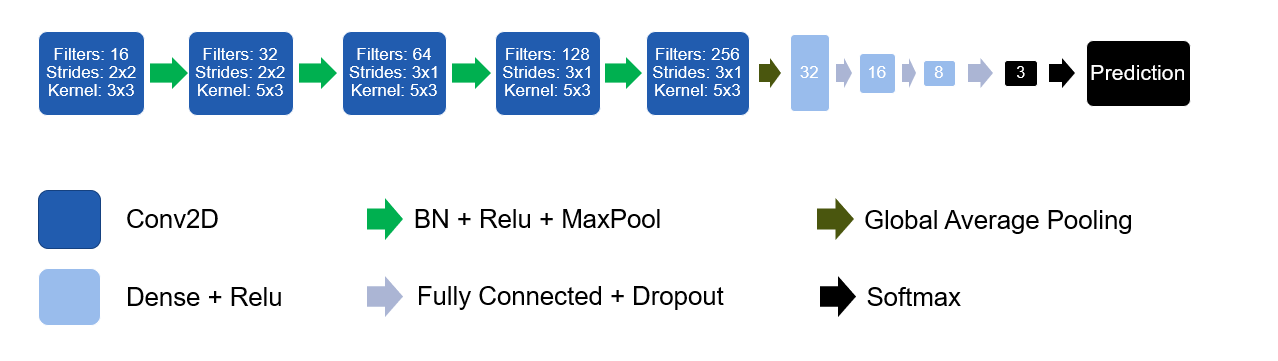 Filters: 16
Strides: 2x2
Kernel: 3x3
Filters: 32
Strides: 2x2
Kernel: 5x3
Filters: 64
Strides: 3x1
Kernel: 5x3
Filters: 128
Strides: 3x1
Kernel: 5x3
Filters: 256
Strides: 3x1
Kernel: 5x3
32
16
8
3
Prediction
Conv2D
BN + Relu + MaxPool
Global Average Pooling
Dense + Relu
Fully Connected + Dropout
Softmax